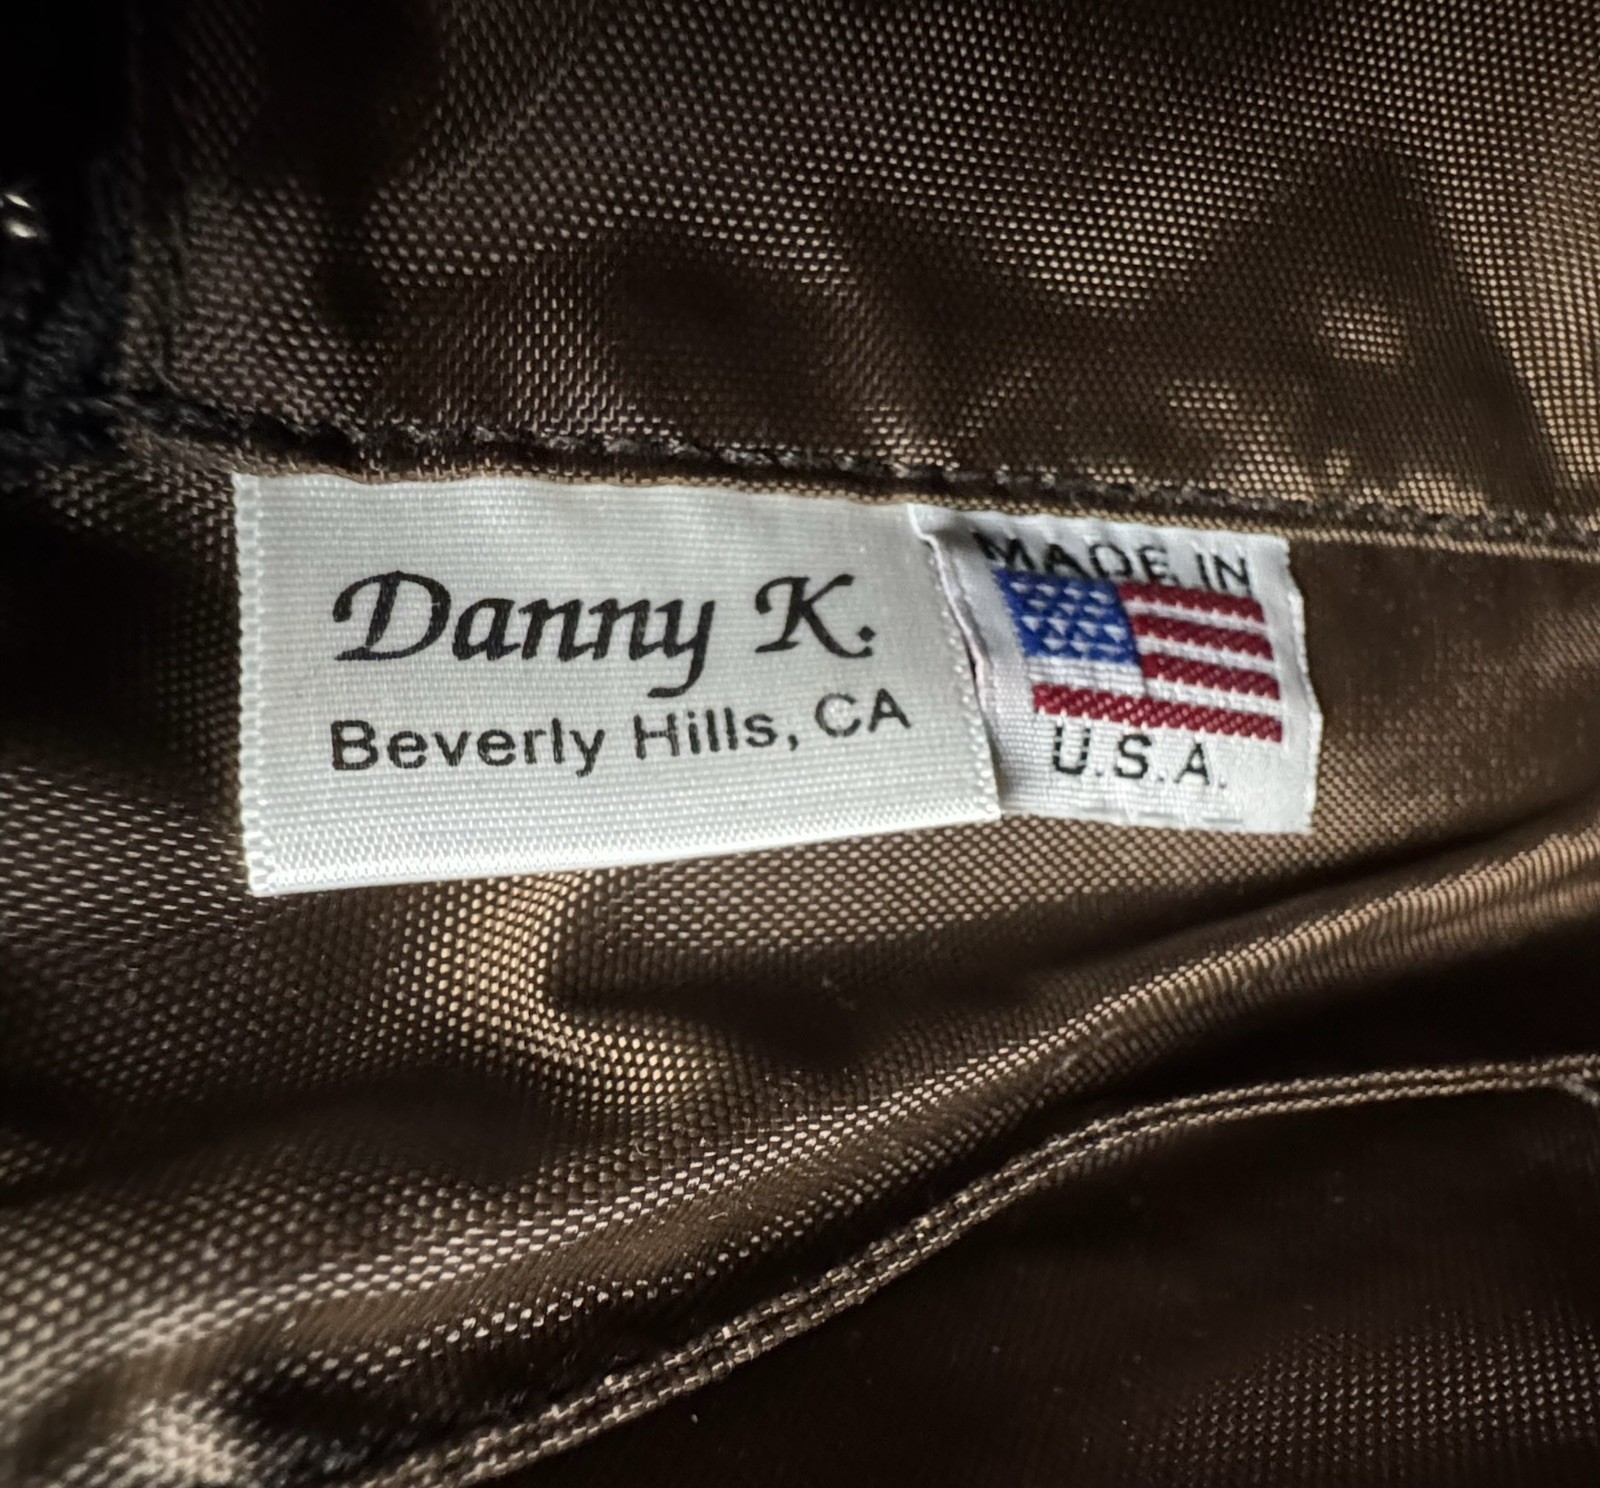 Danny K.
Beverly Hills, CA
MADE IN
U.S.A.